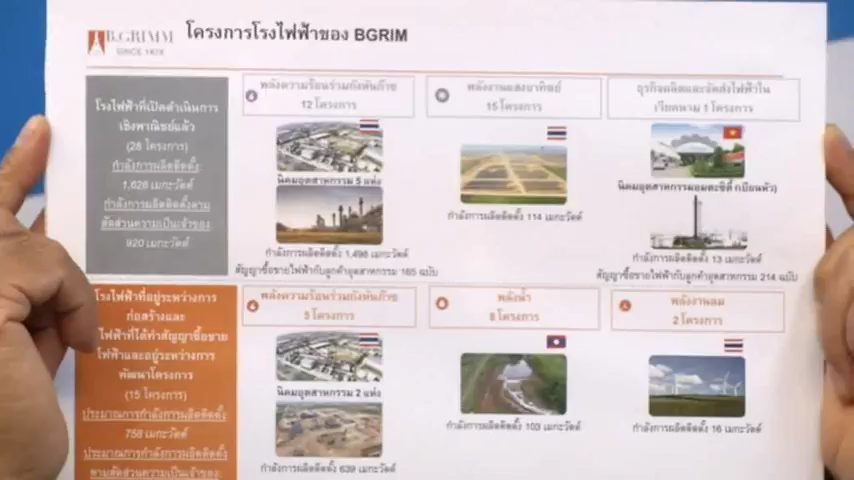 B.GRIMM
SINCE 1878
โครงการโรงไฟฟ้าของ BGRIM
โรงไฟฟ้าที่เปิดดำเนินการ
เชิงพาณิชย์แล้ว
(28 โครงการ)
กำลังการผลิตติดตั้ง:
1,626 เมกะวัตต์
กำลังการผลิตติดตั้งตาม
สัดส่วนความเป็นเจ้าของ:
920 เมกะวัตต์
พลังความร้อนร่วมกังหันก๊าซ
12 โครงการ
นิคมอุตสาหกรรม 5 แห่ง
กำลังการผลิตติดตั้ง 1,498 เมกะวัตต์
สัญญาซื้อขายไฟฟ้ากับลูกค้าอุตสาหกรรม 165 ฉบับ
พลังงานแสงอาทิตย์
15 โครงการ
กำลังการผลิตติดตั้ง 114 เมกะวัตต์
ธุรกิจผลิตและจัดส่งไฟฟ้าใน
เวียดนาม 1 โครงการ
นิคมอุตสาหกรรมอมตะซิตี้ (เบียนหัว)
กำลังการผลิตติดตั้ง 13 เมกะวัตต์
สัญญาซื้อขายไฟฟ้ากับลูกค้าอุตสาหกรรม 214 ฉบับ
โรงไฟฟ้าที่อยู่ระหว่างการ
ก่อสร้างและ
ไฟฟ้าที่ได้ทำสัญญาซื้อขาย
ไฟฟ้าและอยู่ระหว่างการ
พัฒนาโครงการ
(15 โครงการ)
ประมาณการกำลังการผลิตติดตั้ง:
758 เมกะวัตต์
ประมาณการกำลังการผลิตติดตั้ง
ตามสัดส่วนความเป็นเจ้าของ:
พลังความร้อนร่วมกังหันก๊าซ
5 โครงการ
นิคมอุตสาหกรรม 2 แห่ง
กำลังการผลิตติดตั้ง 639 เมกะวัตต์
พลังน้ำ
8 โครงการ
กำลังการผลิตติดตั้ง 103 เมกะวัตต์
พลังงานลม
2 โครงการ
กำลังการผลิตติดตั้ง 16 เมกะวัตต์